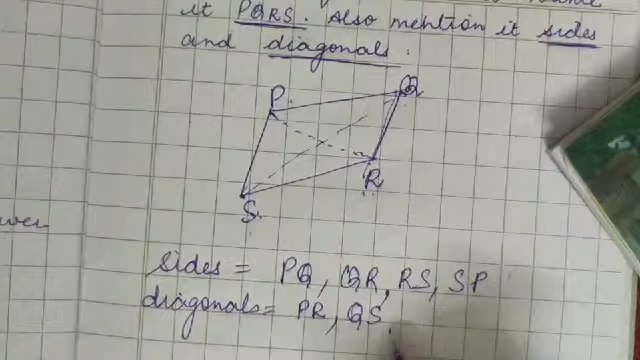 it PQRS. Also mention it sides
and diagonals.
P.
Q
R.
S.
sides = PQ, QR, RS, SP
diagonals = PR, QS.